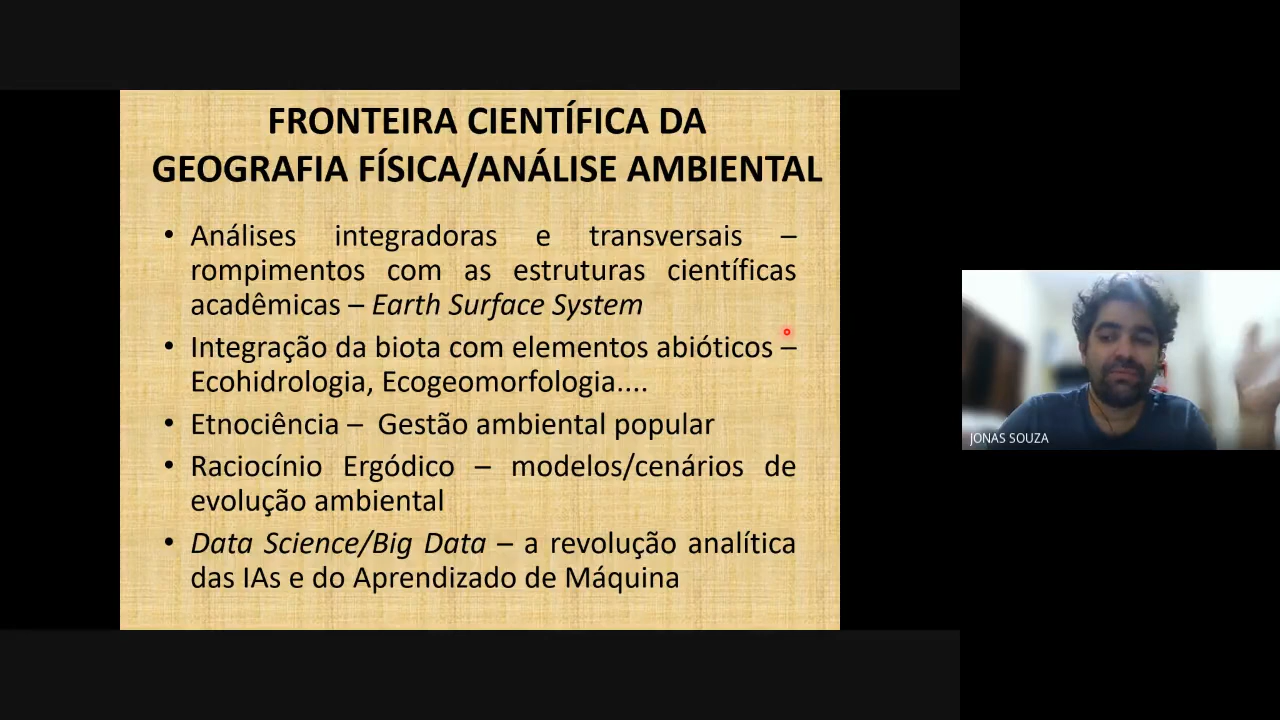 FRONTEIRA CIENTÍFICA DA
GEOGRAFIA FÍSICA/ANÁLISE AMBIENTAL
• Análises integradoras e transversais –
rompimentos com as estruturas científicas
acadêmicas – Earth Surface System
• Integração da biota com elementos abióticos –
Ecohidrologia, Ecogeomorfologia....
• Etnociência – Gestão ambiental popular
• Raciocínio Ergódico – modelos/cenários de
evolução ambiental
• Data Science/Big Data – a revolução analítica
das IAs e do Aprendizado de Máquina
JONAS SOUZA